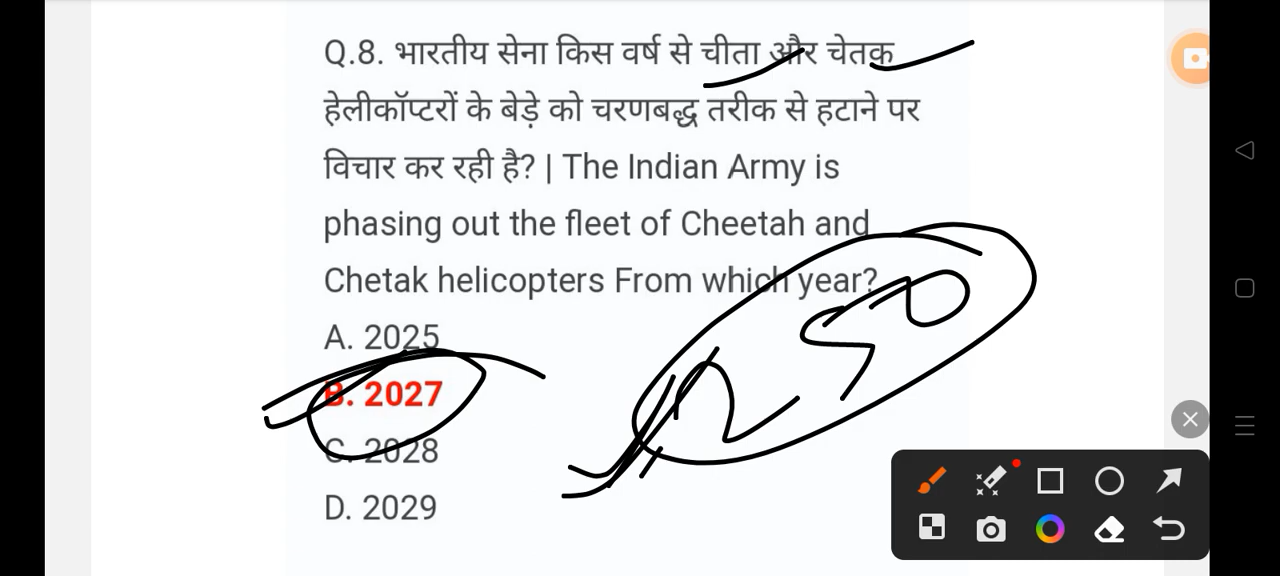 Q.8. भारतीय सेना किस वर्ष से चीता और चेतक
हेलीकॉप्टरों के बेड़े को चरणबद्ध तरीक से हटाने पर
विचार कर रही है? | The Indian Army is
phasing out the fleet of Cheetah and
Chetak helicopters From which year?
A. 2025
B. 2027
C. 2028
D. 2029
250